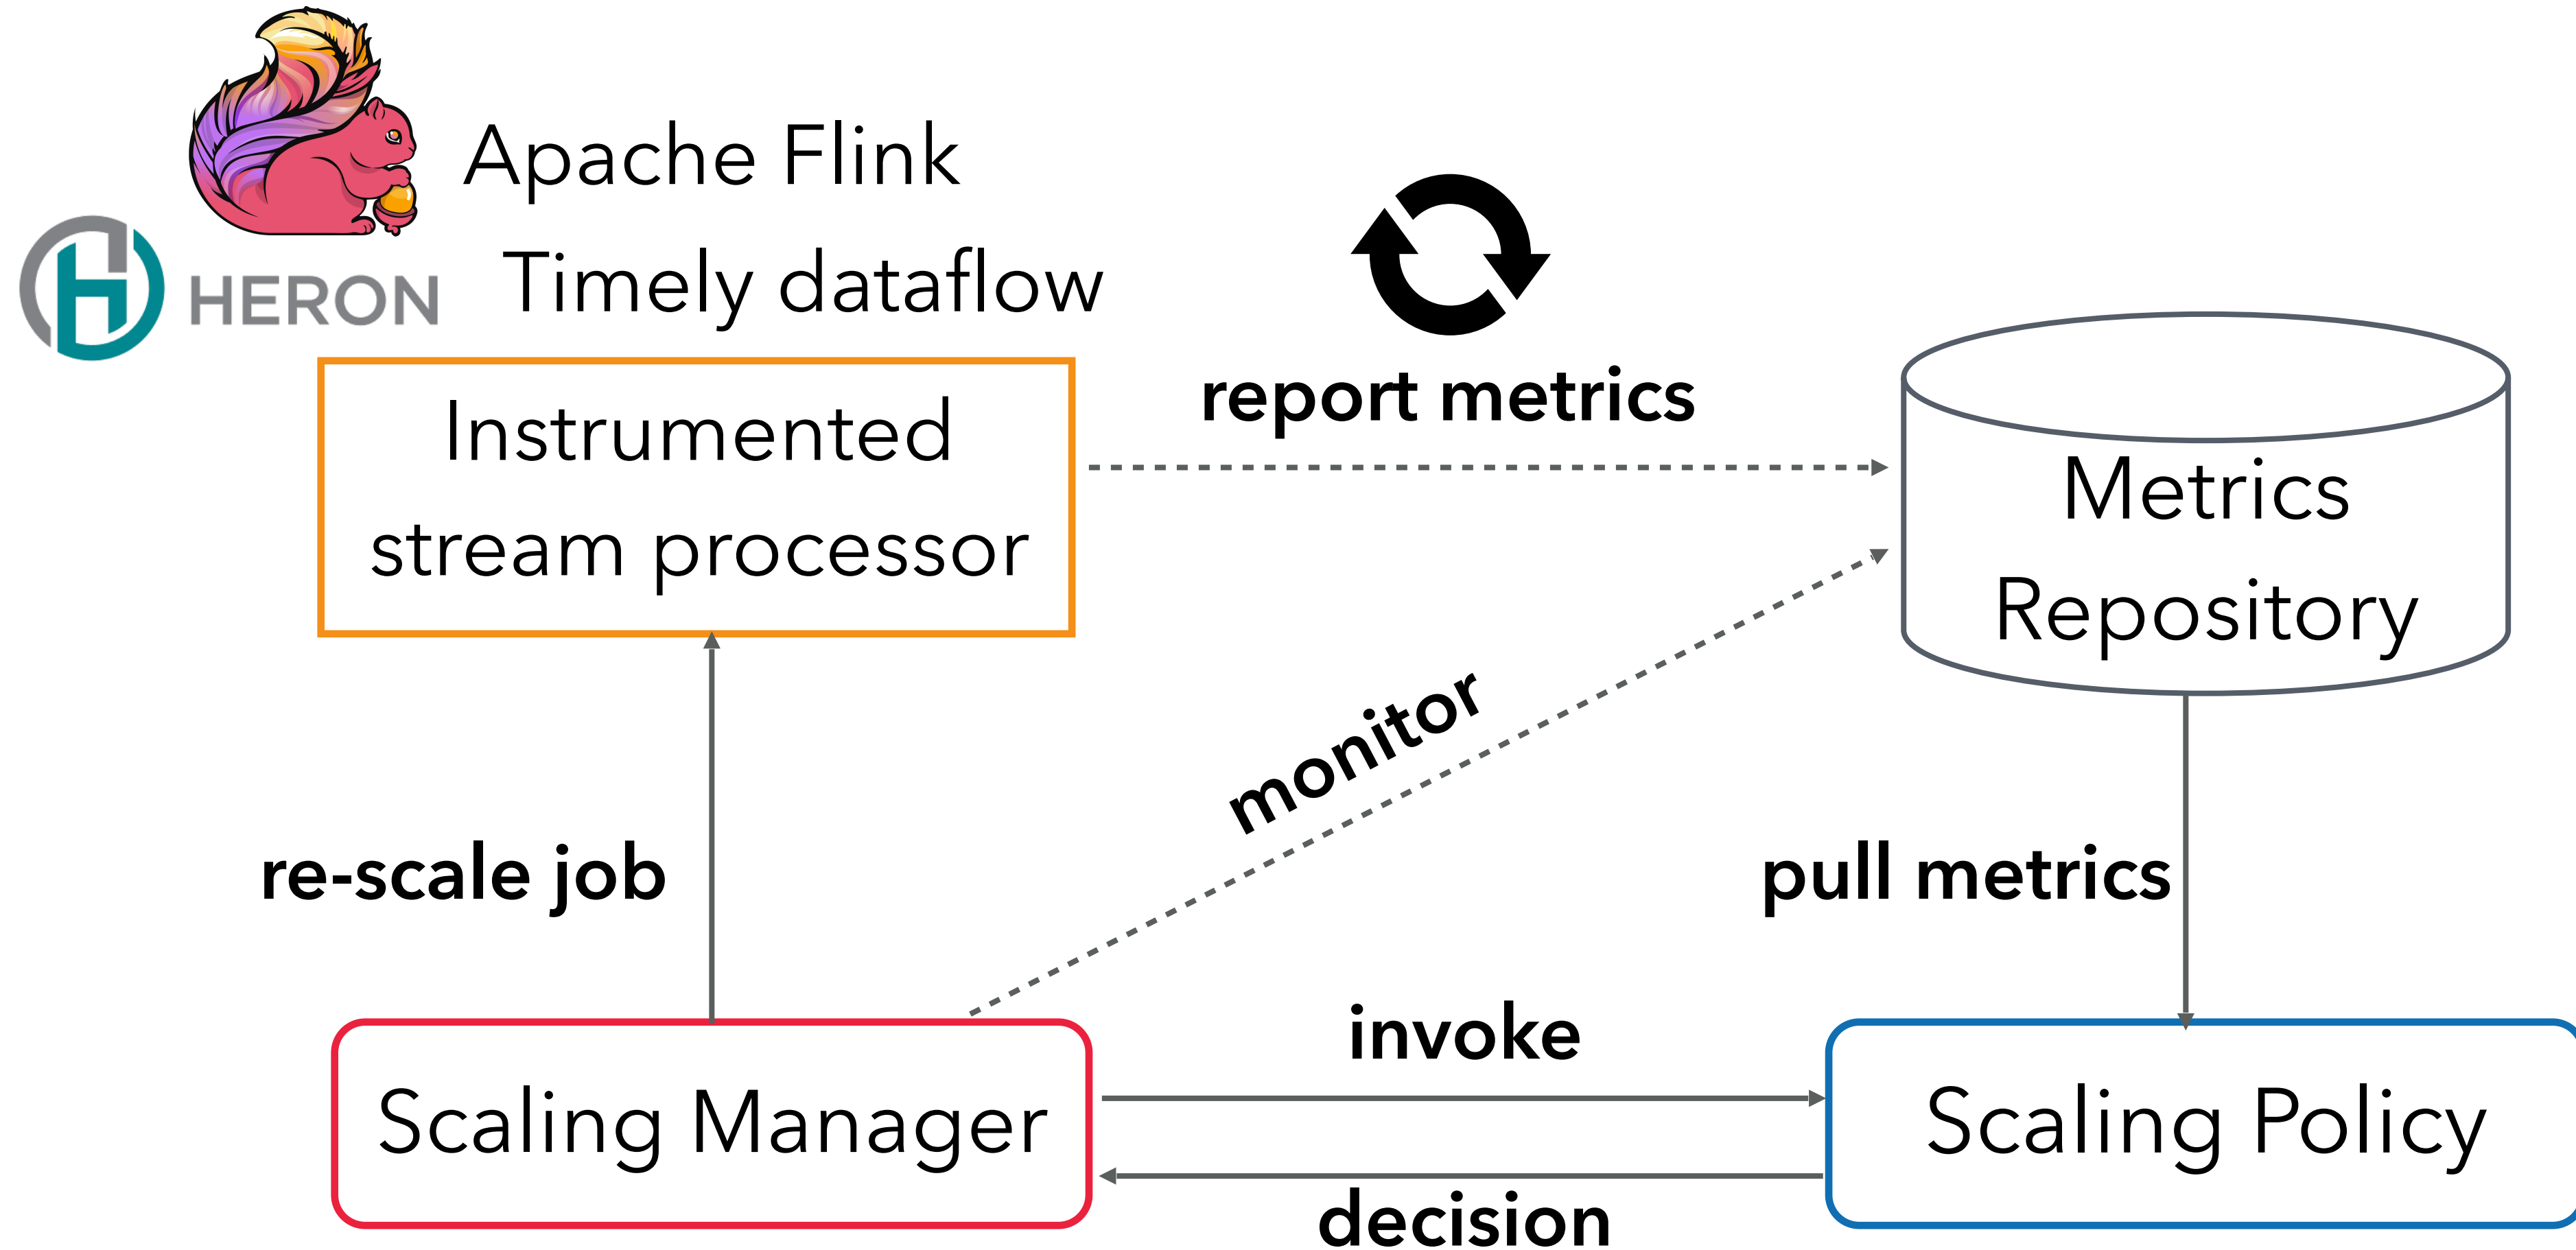 Apache Flink
Timely dataflow
HERON
report metrics
Instrumented
stream processor
Metrics
Repository
monitor
re-scale job
pull metrics
invoke
Scaling Manager
Scaling Policy
decision